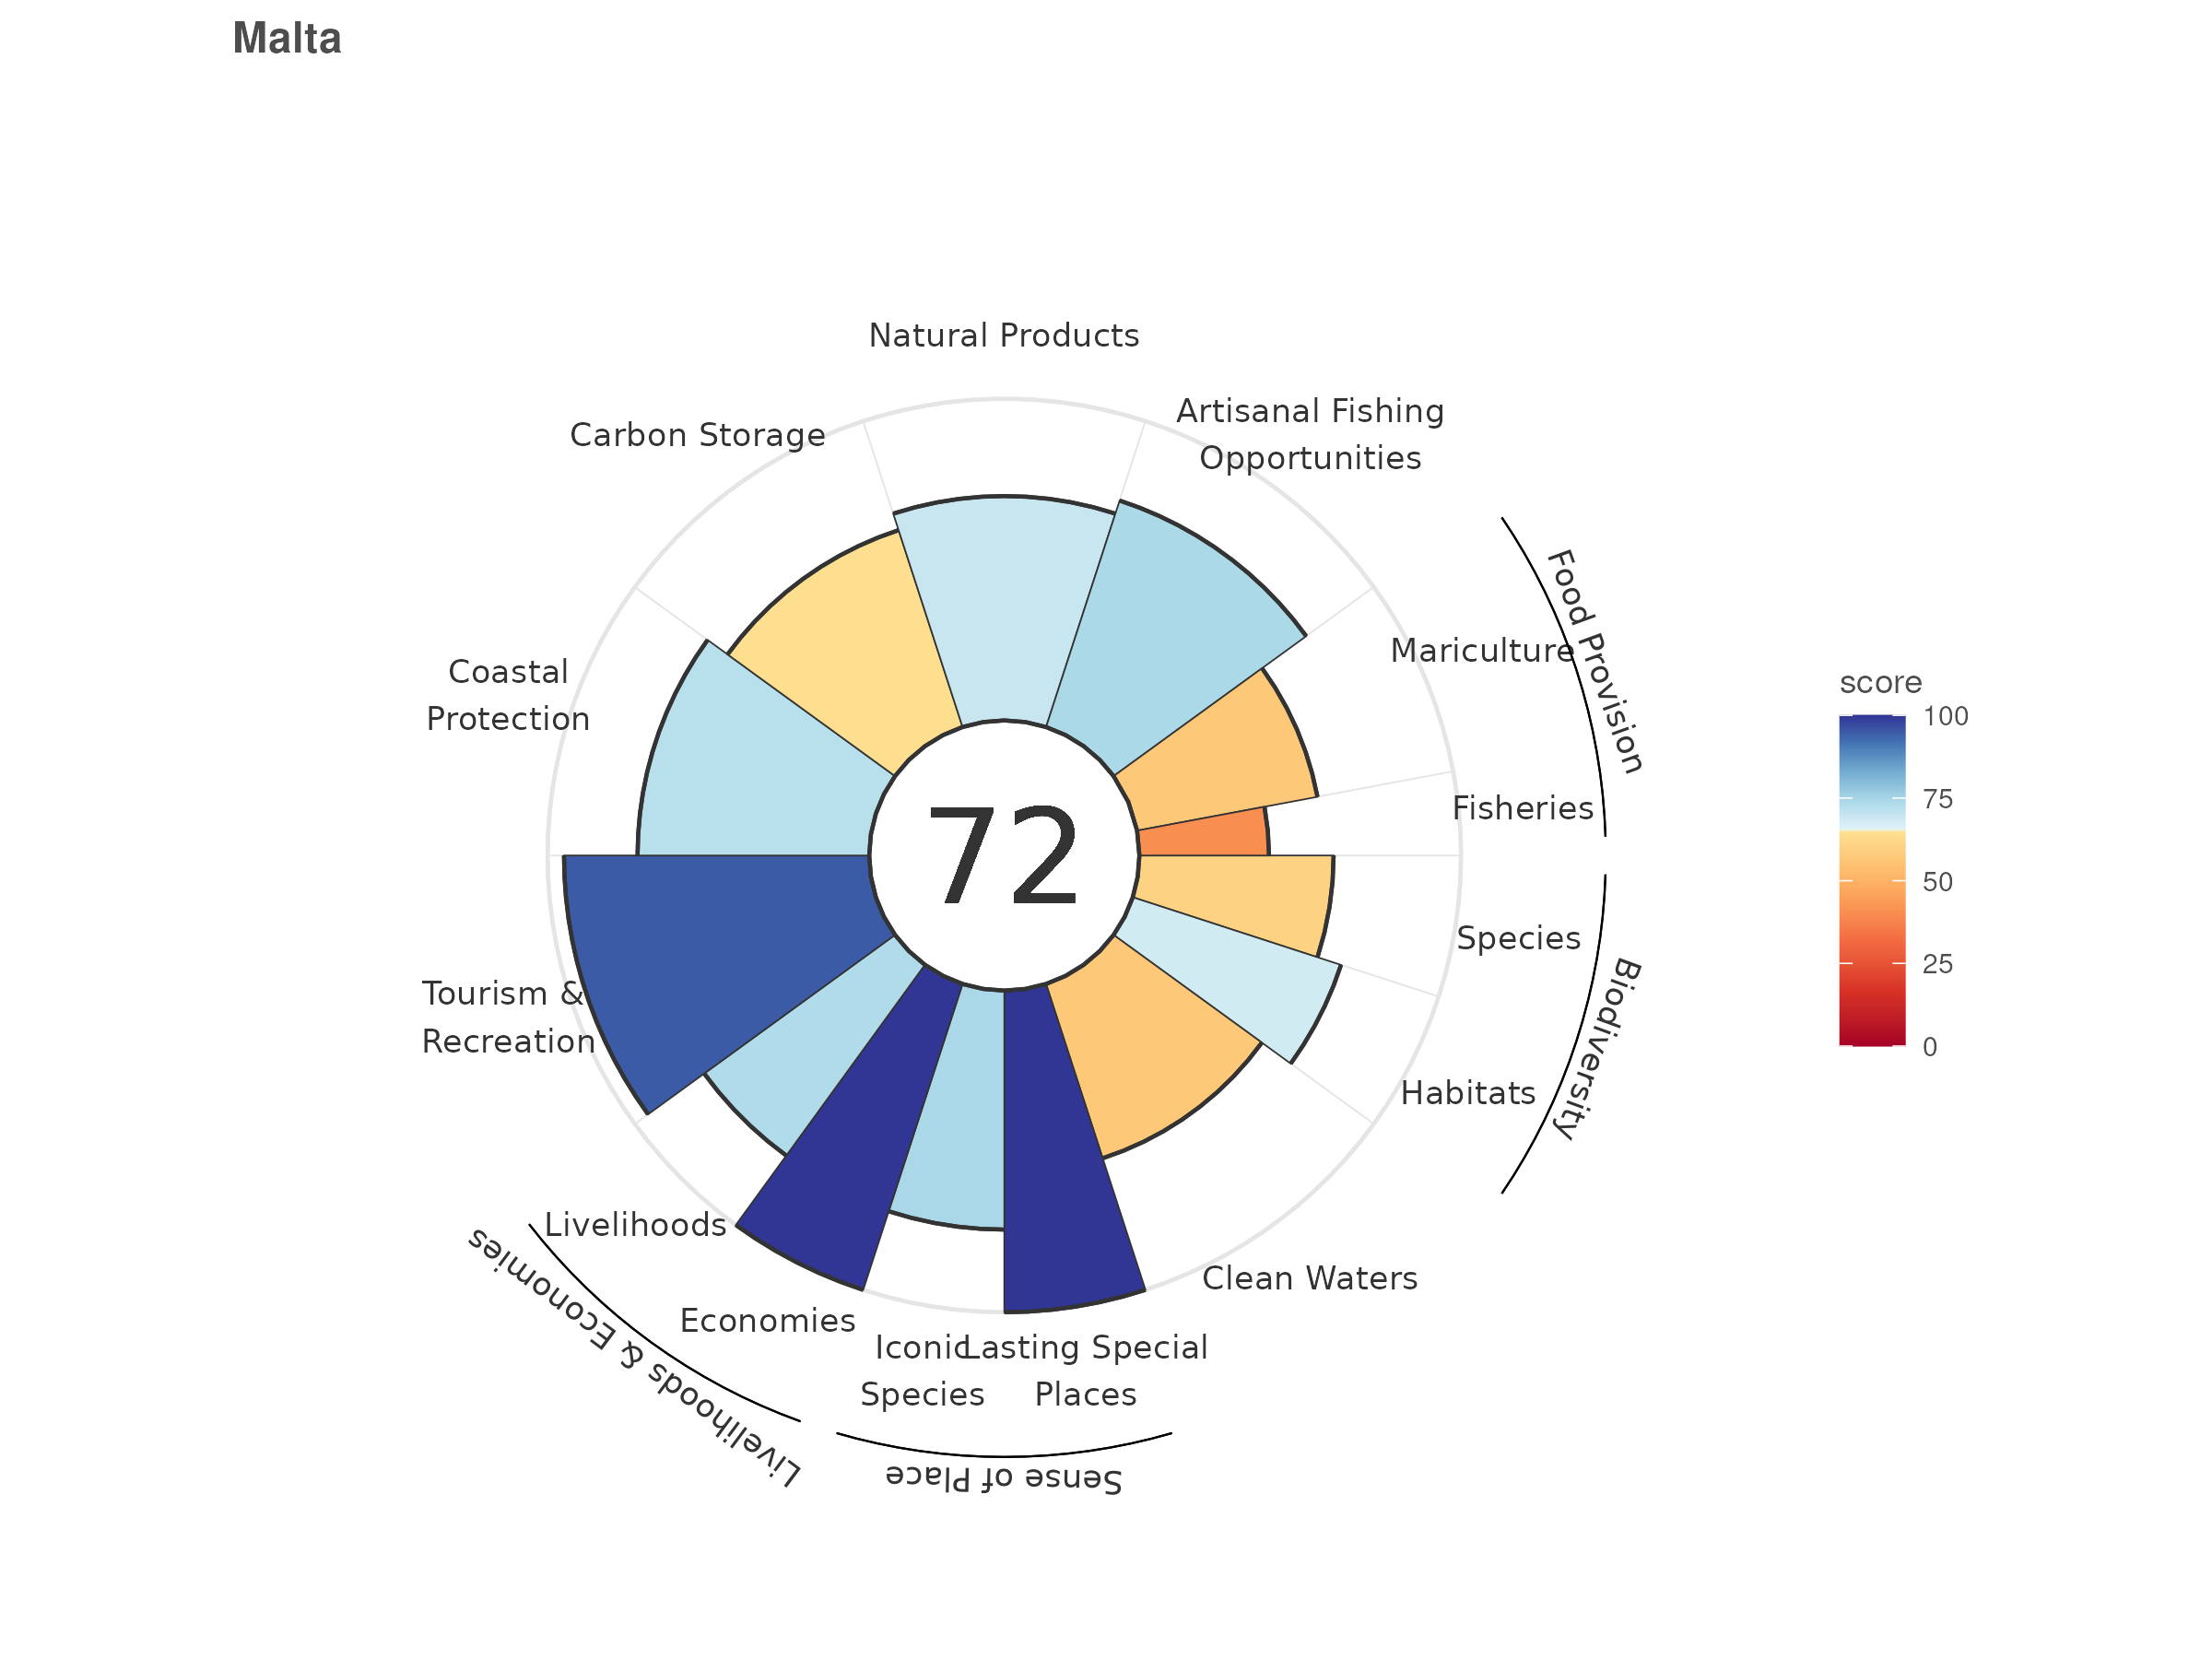 Malta
Natural Products
Artisanal Fishing
Opportunities
Carbon Storage
Mariculture
Food Provision
Coastal
Protection
Fisheries
72
Species
Biodiversity
Habitats
Tourism &
Recreation
Livelihoods
Livelihoods & Economies
Economies
Clean Waters
Iconic
Species
Lasting Special
Places
Sense of Place
score
100
75
50
25
0